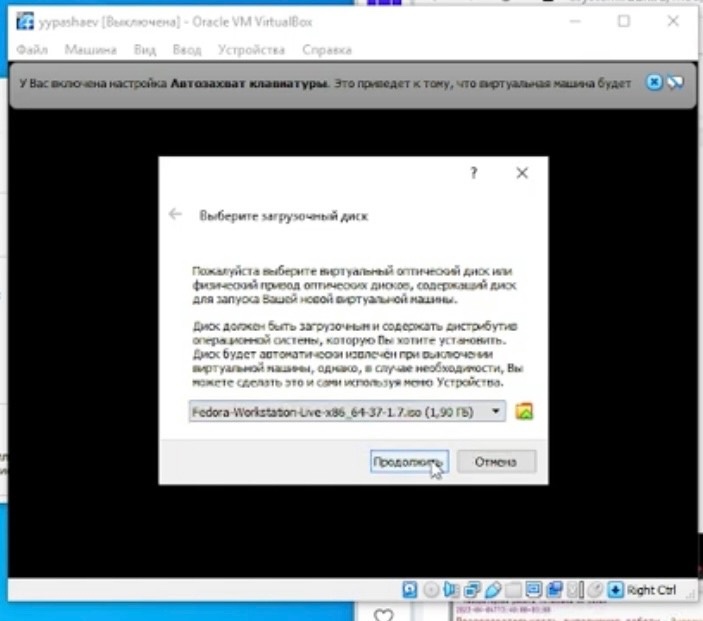 yypashaev [Выключена] - Oracle VM VirtualBox
Файл Машина Вид Ввод Устройства Справка
У Вас включена настройка Автозахват клавиатуры. Это приведет к тому, что виртуальная машина будет
?
Выберите загрузочный диск
Пожалуйста выберите виртуальный оптический диск или
физический привод оптических дисков, содержащий диск
для запуска Вашей новой виртуальной машины.
Диск должен быть загрузочным и содержать дистрибутив
операционной системы, которую Вы хотите установить.
Диск будет автоматически извлечён при выключении
виртуальной машины, однако, в случае необходимости, Вы
можете сделать это и сами используя меню Устройства.
Fedora-Workstation-Live-x86_64-37-1.7.iso (1,90 ГБ)
Продолжить Отмена
Right Ctrl